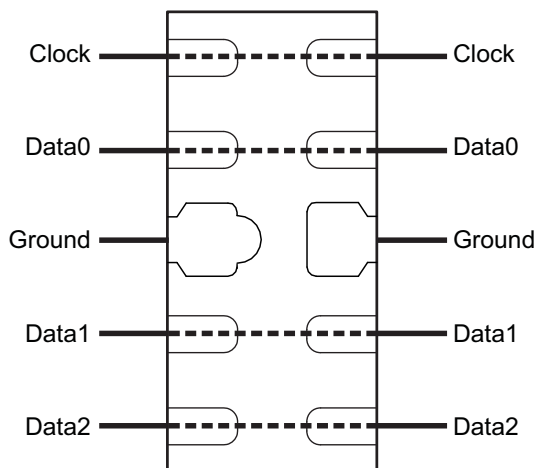 Clock Clock
Data0 Data0
Ground Ground
Data1 Data1
Data2 Data2